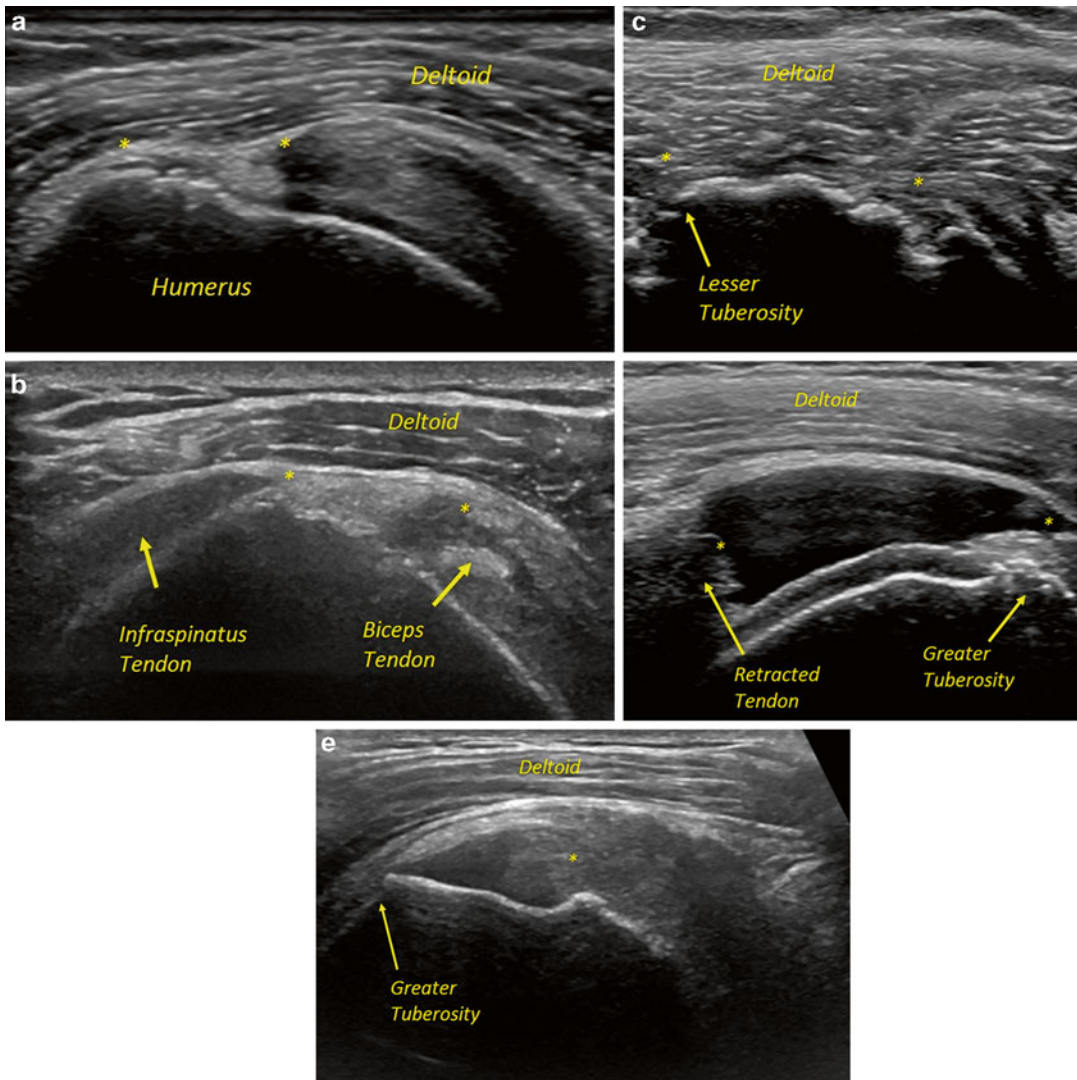 a
Deltoid
*
*
Humerus
c
Deltoid
*
*
Lesser
Tuberosity
b
Deltoid
*
*
Infraspinatus
Tendon
Biceps
Tendon
Deltoid
*
*
Retracted
Tendon
Greater
Tuberosity
e
Deltoid
*
Greater
Tuberosity